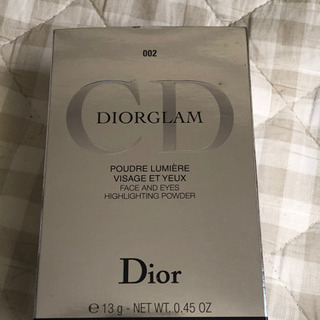 002
CD
DIORGLAM
POUDRE LUMIÈRE
VISAGE ET YEUX
FACE AND EYES
HIGHLIGHTING POWDER
Dior
℮ 13 g - NET WT. 0.45 OZ